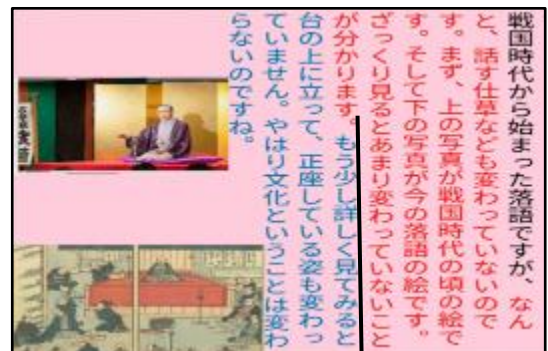 戦国時代から始まった落語ですが、なん
と、話す仕草なども変わっていないので
す。まず、上の写真が戦国時代の頃の絵で
す。そして下の写真が今の落語の絵です。
ざっくり見るとあまり変わっていないこと
が分かります。もう少し詳しく見てみると
台の上に立って、正座している姿も変わっ
ていません。やはり文化ということは変わ
らないのですね。